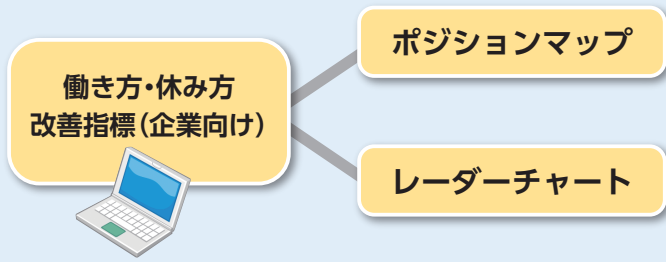 働き方・休み方
改善指標（企業向け）
ポジションマップ
レーダーチャート